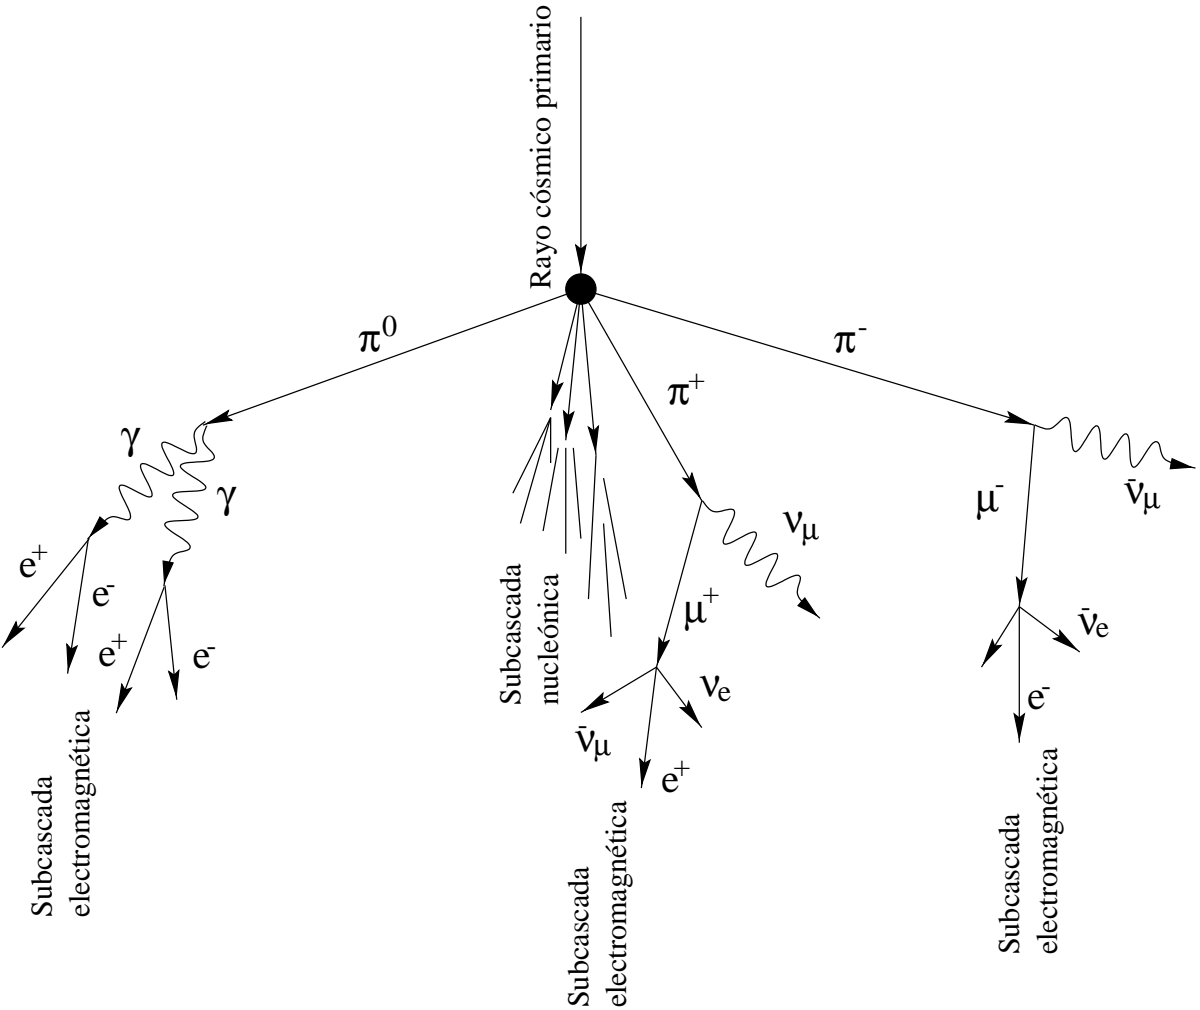 Rayo cósmico primario
π⁰
π⁻
π⁺
γ
γ
μ⁻
ν̄μ
νμ
e⁺
e⁻
e⁺
e⁻
μ⁺
ν̄e
Subcascada
nucleónica
νe
ν̄μ
e⁺
e⁻
Subcascada
electromagnética
Subcascada
electromagnética
Subcascada
electromagnética